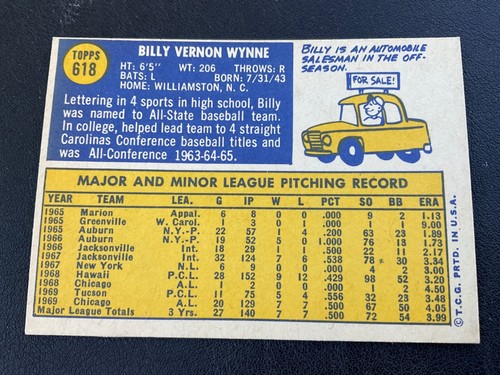 TOPPS
618
BILLY VERNON WYNNE
HT: 6'5" WT: 206 THROWS: R
BATS: L BORN: 7/31/43
HOME: WILLIAMSTON, N. C.
Lettering in 4 sports in high school, Billy
was named to All-State baseball team.
In college, helped lead team to 4 straight
Carolinas Conference baseball titles and
was All-Conference 1963-64-65.
BILLY IS AN AUTOMOBILE
SALESMAN IN THE OFF-
SEASON.
FOR SALE!
MAJOR AND MINOR LEAGUE PITCHING RECORD
YEAR TEAM LEA. G IP W L PCT SO BB ERA
1965 Marion Appal. 6 8 0 0 .000 9 2 1.13
1965 Greenville W. Carol. 1 3 0 1 .000 1 1 9.00
1965 Auburn N.Y.-P. 22 57 1 4 .200 63 23 1.89
1966 Auburn N.Y.-P. 19 52 5 0 1.000 76 13 1.73
1966 Jacksonville Int. 18 29 1 1 .500 22 11 2.17
1967 Jacksonville Int. 32 124 7 6 .538 78 30 3.34
1967 New York N.L. 6 9 0 0 .000 4 2 3.00
1968 Hawaii P.C.L. 28 152 9 12 .429 98 52 3.20
1968 Chicago A.L. 1 2 0 0 .000 1 2 4.50
1969 Tucson P.C.L. 11 75 5 4 .556 32 23 3.48
1969 Chicago A.L. 20 129 7 7 .500 67 50 4.05
Major League Totals 3 Yrs. 27 140 7 7 .500 72 54 3.99
© T.C.G. PRTD. IN U.S.A.